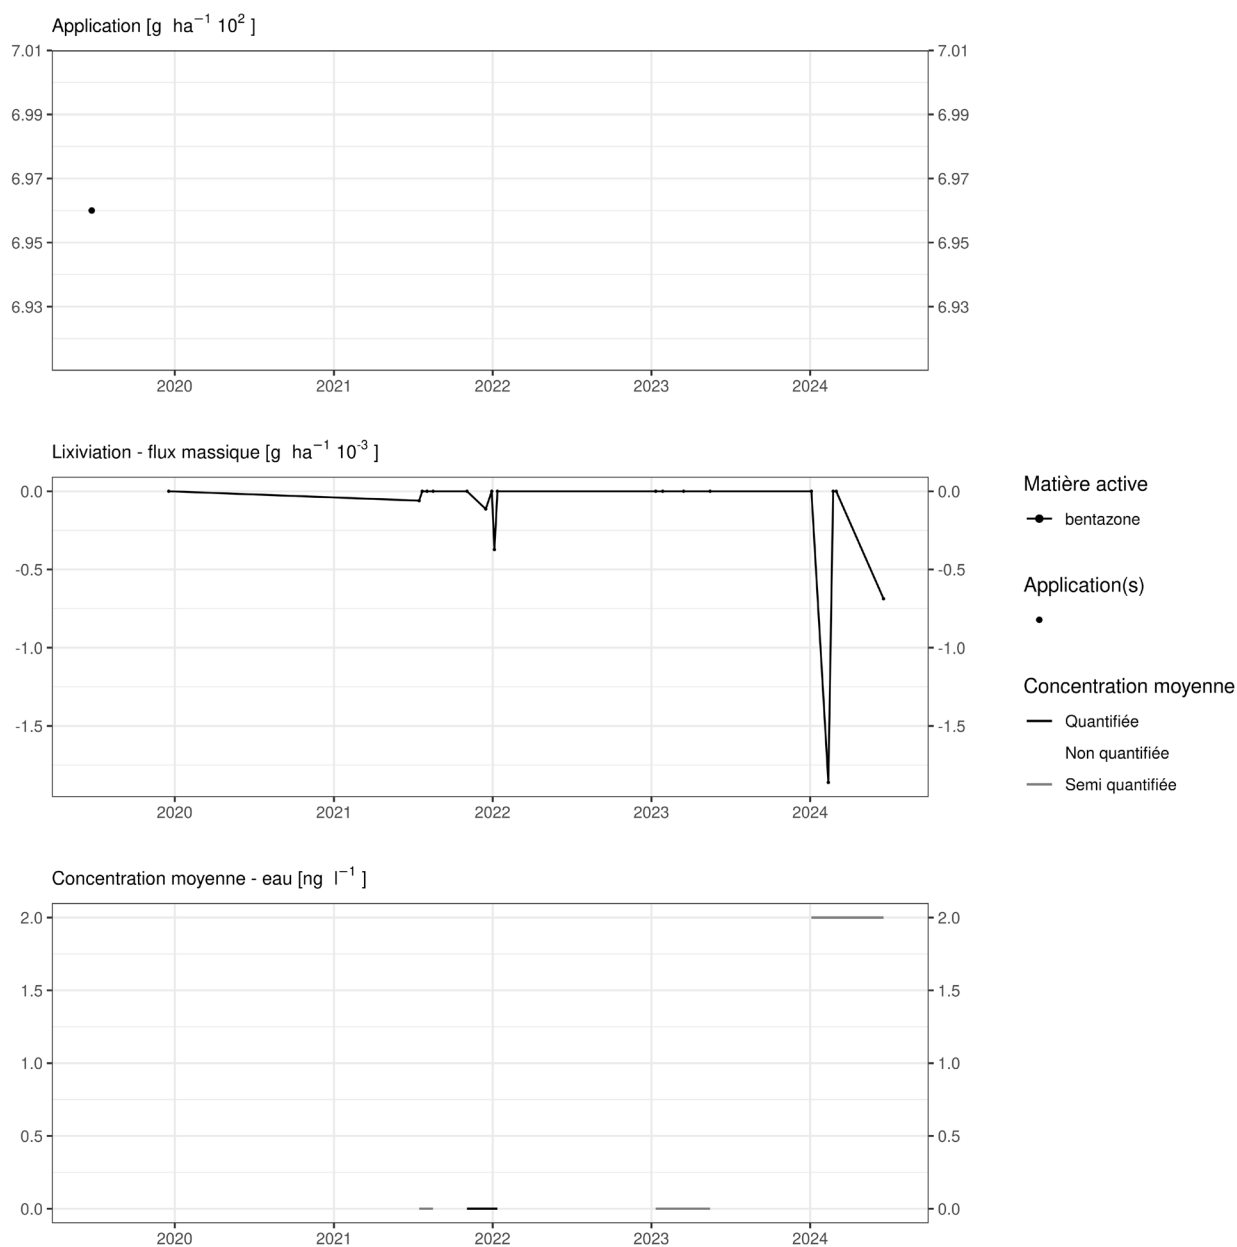 Application [g ha−1 102 ]
7.01 7.01
6.99 6.99
6.97 6.97
6.95 6.95
6.93 6.93
2020 2021 2022 2023 2024
Lixiviation - flux massique [g ha−1 10-3 ]
0.0 0.0
-0.5 -0.5
-1.0 -1.0
-1.5 -1.5
2020 2021 2022 2023 2024
Matière active
bentazone
Application(s)
Concentration moyenne
Quantifiée
Non quantifiée
Semi quantifiée
Concentration moyenne - eau [ng l−1 ]
2.0 2.0
1.5 1.5
1.0 1.0
0.5 0.5
0.0 0.0
2020 2021 2022 2023 2024